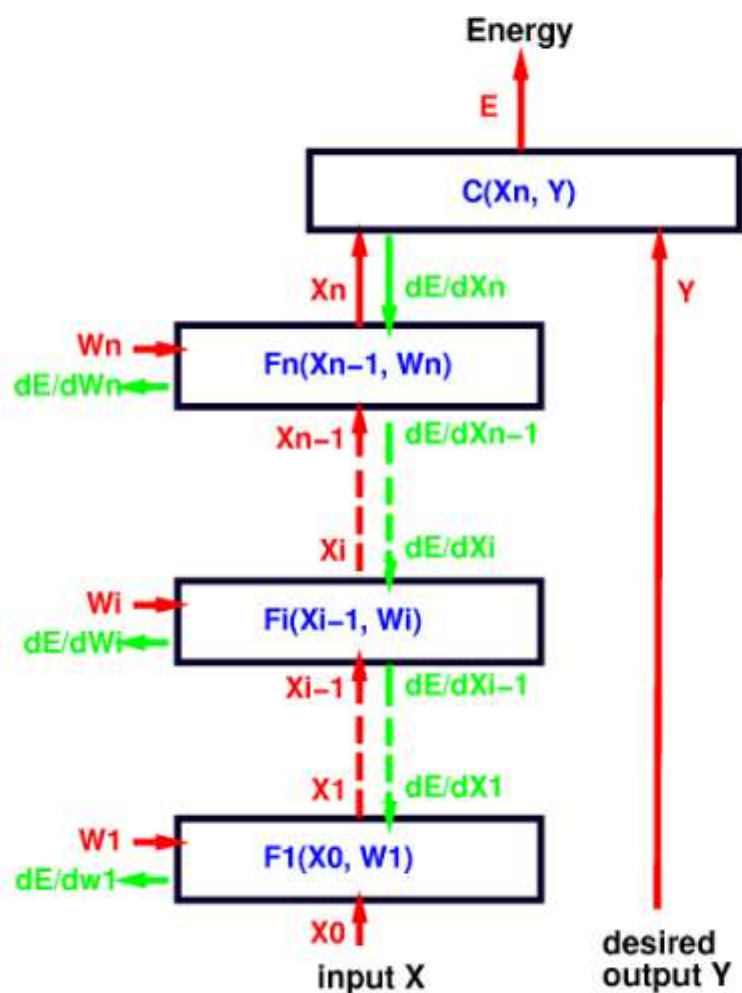 Energy
E
C(Xn, Y)
Xn
dE/dXn
Y
Wn
Fn(Xn−1, Wn)
dE/dWn
Xn−1
dE/dXn−1
Xi
dE/dXi
Wi
Fi(Xi−1, Wi)
dE/dWi
Xi−1
dE/dXi−1
X1
dE/dX1
W1
F1(X0, W1)
dE/dw1
X0
input X
desired
output Y